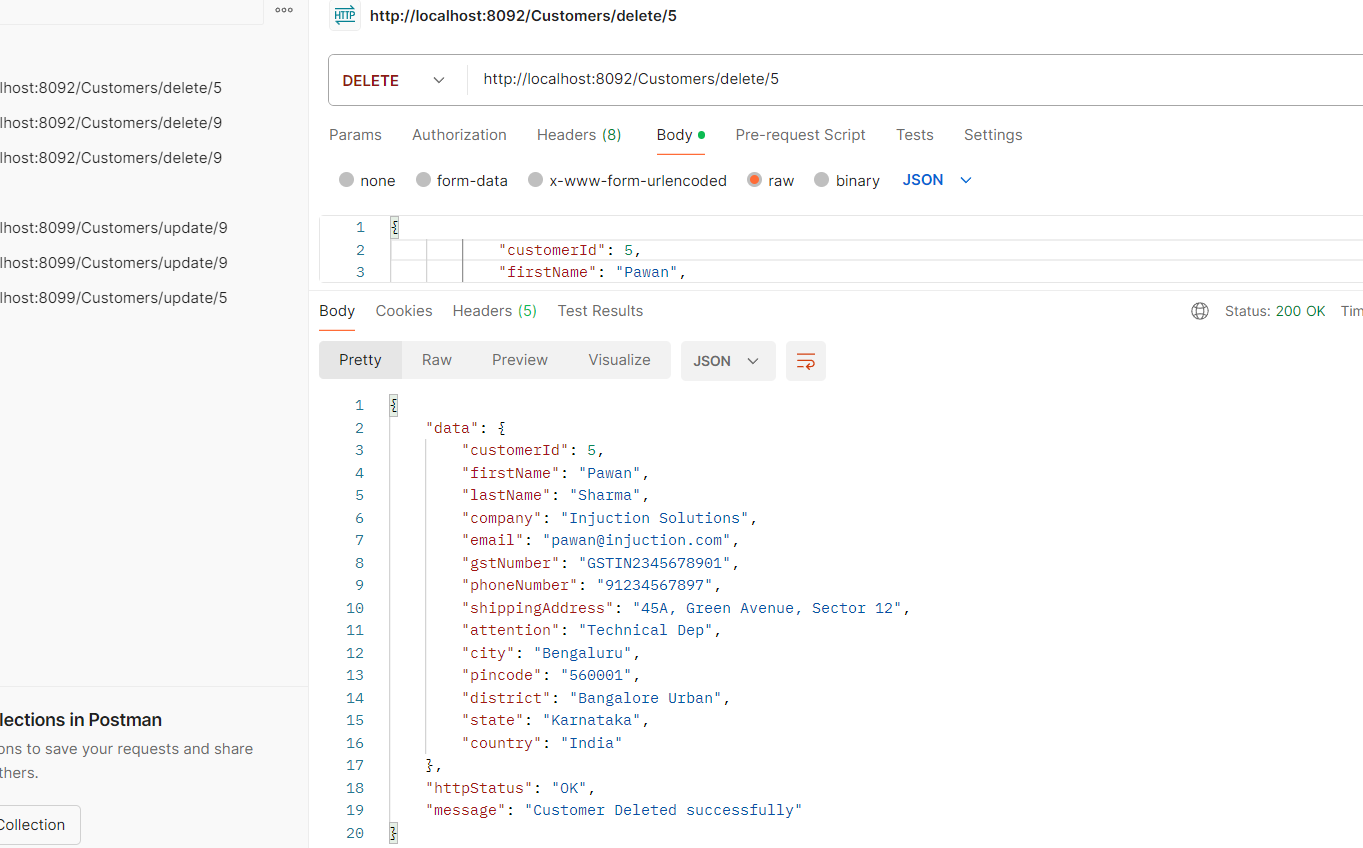 HTTP http://localhost:8092/Customers/delete/5
DELETE http://localhost:8092/Customers/delete/5
lhost:8092/Customers/delete/5
lhost:8092/Customers/delete/9
lhost:8092/Customers/delete/9
lhost:8099/Customers/update/9
lhost:8099/Customers/update/9
lhost:8099/Customers/update/5
lections in Postman
ons to save your requests and share
thers.
Collection
Params Authorization Headers (8) Body Pre-request Script Tests Settings
none form-data x-www-form-urlencoded raw binary JSON
1 {
2 "customerId": 5,
3 "firstName": "Pawan",
Body Cookies Headers (5) Test Results Status: 200 OK Tim
Pretty Raw Preview Visualize JSON
1 {
2 "data": {
3 "customerId": 5,
4 "firstName": "Pawan",
5 "lastName": "Sharma",
6 "company": "Injuction Solutions",
7 "email": "pawan@injuction.com",
8 "gstNumber": "GSTIN2345678901",
9 "phoneNumber": "91234567897",
10 "shippingAddress": "45A, Green Avenue, Sector 12",
11 "attention": "Technical Dep",
12 "city": "Bengaluru",
13 "pincode": "560001",
14 "district": "Bangalore Urban",
15 "state": "Karnataka",
16 "country": "India"
17 },
18 "httpStatus": "OK",
19 "message": "Customer Deleted successfully"
20 }